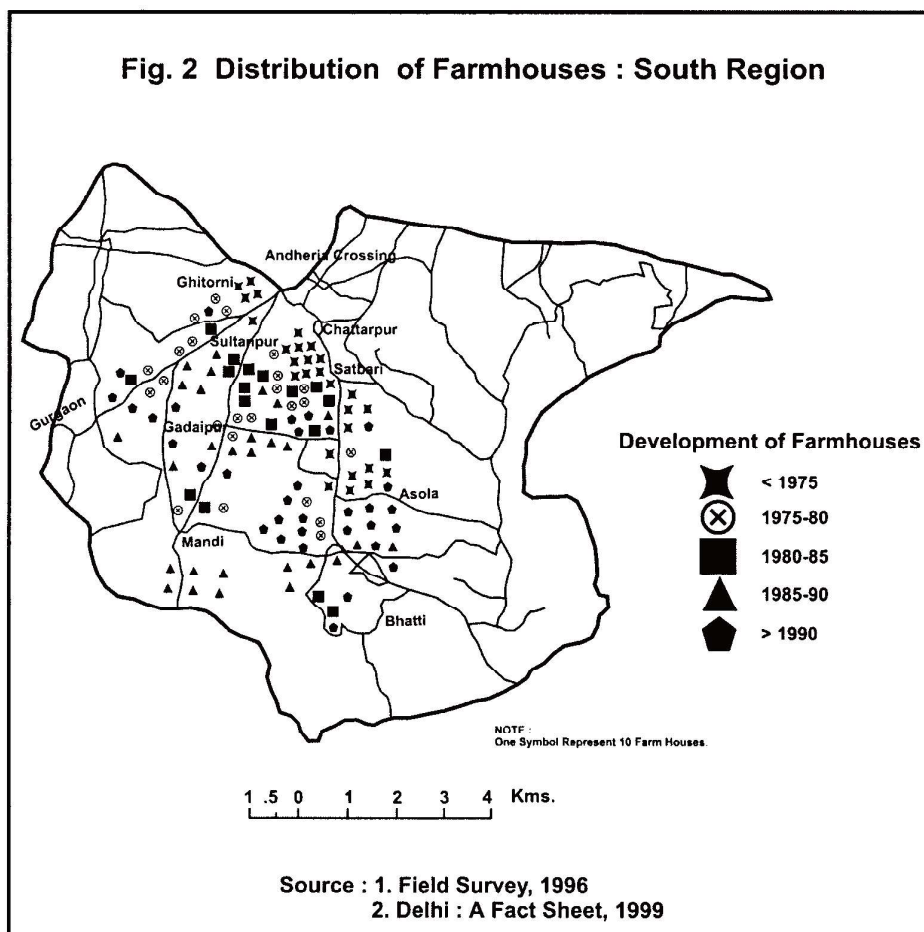 Fig. 2 Distribution of Farmhouses : South Region
Andheria Crossing
Ghitorni
Chattarpur
Sultanpur
Satbari
Gurgaon
Gadaipur
Development of Farmhouses
< 1975
Asola
1975-80
Mandi
1980-85
1985-90
Bhatti
> 1990
NOTE :
One Symbol Represent 10 Farm Houses.
1 .5 0 1 2 3 4 Kms.
Source : 1. Field Survey, 1996
2. Delhi : A Fact Sheet, 1999